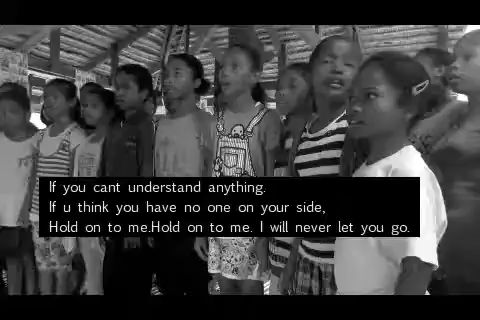 If you cant understand anything.
If u think you have no one on your side,
Hold on to me.Hold on to me. I will never let you go.